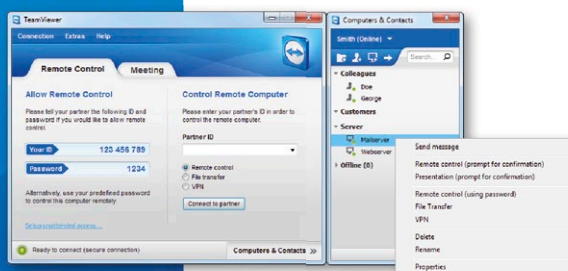 TeamViewer
Connection Extras Help
Remote Control
Meeting
Allow Remote Control
Please tell your partner the following ID and
password if you would like to allow remote
control.
Your ID
123 456 789
Password
1234
Alternatively, use your predefined password
to control this computer remotely.
Setup unattended access...
Control Remote Computer
Please enter your partner's ID in order to
control the remote computer.
Partner ID
Remote control
File transfer
VPN
Connect to partner
Ready to connect (secure connection)
Computers & Contacts >>
Computers & Contacts
Smith (Online)
Search...
Colleagues
Doe
George
Customers
Server
Mailserver
Webserver
Offline (0)
Send message
Remote control (prompt for confirmation)
Presentation (prompt for confirmation)
Remote control (using password)
File Transfer
VPN
Delete
Rename
Properties